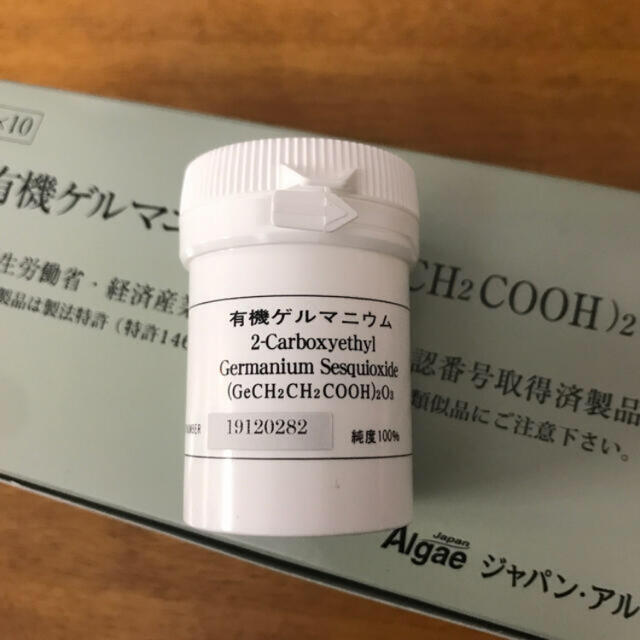 ×10
有機ゲルマニ
生労働省・経済産業
製品は製法特許(特許146
CH2COOH)2
認番号取得済製品
類似品にご注意下さい。
有機ゲルマニウム
2-Carboxyethyl
Germanium Sesquioxide
(GeCH₂CH₂COOH)₂O₃
19120282
純度100%
Japan
Algae ジャパン・アル